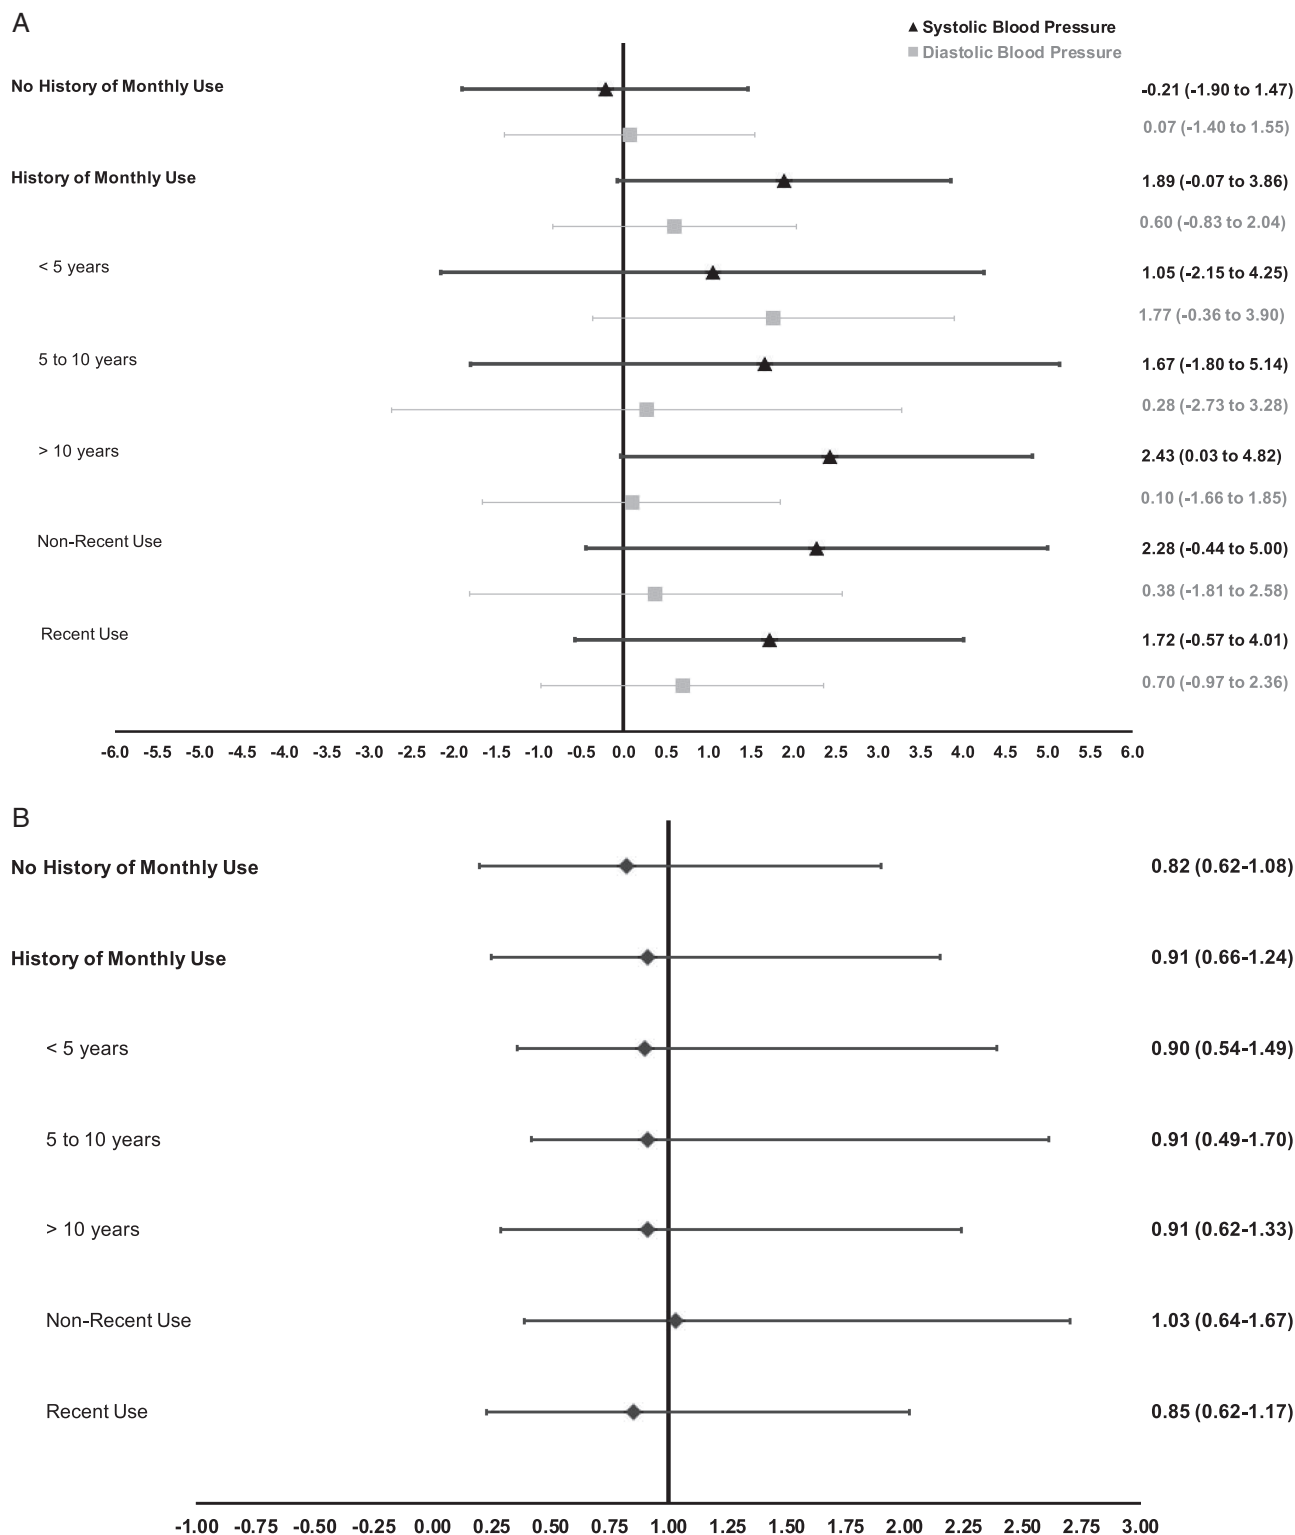 A
▲ Systolic Blood Pressure
■ Diastolic Blood Pressure
No History of Monthly Use -0.21 (-1.90 to 1.47)
0.07 (-1.40 to 1.55)
History of Monthly Use 1.89 (-0.07 to 3.86)
0.60 (-0.83 to 2.04)
< 5 years 1.05 (-2.15 to 4.25)
1.77 (-0.36 to 3.90)
5 to 10 years 1.67 (-1.80 to 5.14)
0.28 (-2.73 to 3.28)
> 10 years 2.43 (0.03 to 4.82)
0.10 (-1.66 to 1.85)
Non-Recent Use 2.28 (-0.44 to 5.00)
0.38 (-1.81 to 2.58)
Recent Use 1.72 (-0.57 to 4.01)
0.70 (-0.97 to 2.36)
-6.0 -5.5 -5.0 -4.5 -4.0 -3.5 -3.0 -2.5 -2.0 -1.5 -1.0 -0.5 0.0 0.5 1.0 1.5 2.0 2.5 3.0 3.5 4.0 4.5 5.0 5.5 6.0
B
No History of Monthly Use 0.82 (0.62-1.08)
History of Monthly Use 0.91 (0.66-1.24)
< 5 years 0.90 (0.54-1.49)
5 to 10 years 0.91 (0.49-1.70)
> 10 years 0.91 (0.62-1.33)
Non-Recent Use 1.03 (0.64-1.67)
Recent Use 0.85 (0.62-1.17)
-1.00 -0.75 -0.50 -0.25 0.00 0.25 0.50 0.75 1.00 1.25 1.50 1.75 2.00 2.25 2.50 2.75 3.00